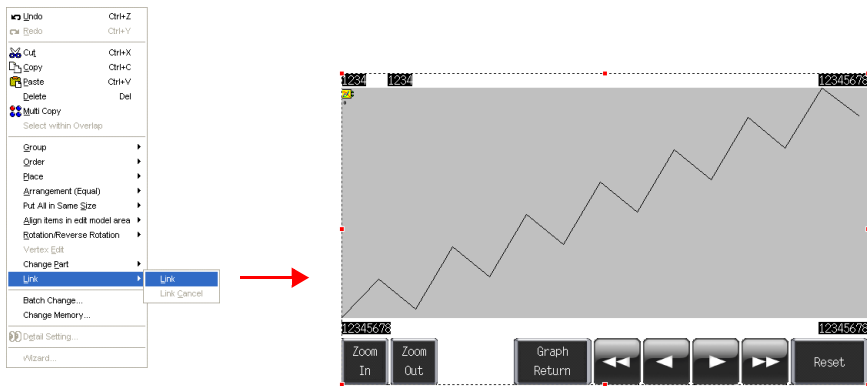 Undo Ctrl+Z
Redo Ctrl+Y
Cut Ctrl+X
Copy Ctrl+C
Paste Ctrl+V
Delete Del
Multi Copy
Select within Overlap
Group
Order
Place
Arrangement (Equal)
Put All in Same Size
Align items in edit model area
Rotation/Reverse Rotation
Vertex Edit
Change Part
Link
Link
Link Cancel
Batch Change...
Change Memory...
Detail Setting...
Wizard...
1234 1234 12345678
12345678 12345678
Zoom Zoom Graph
In Out Return Reset